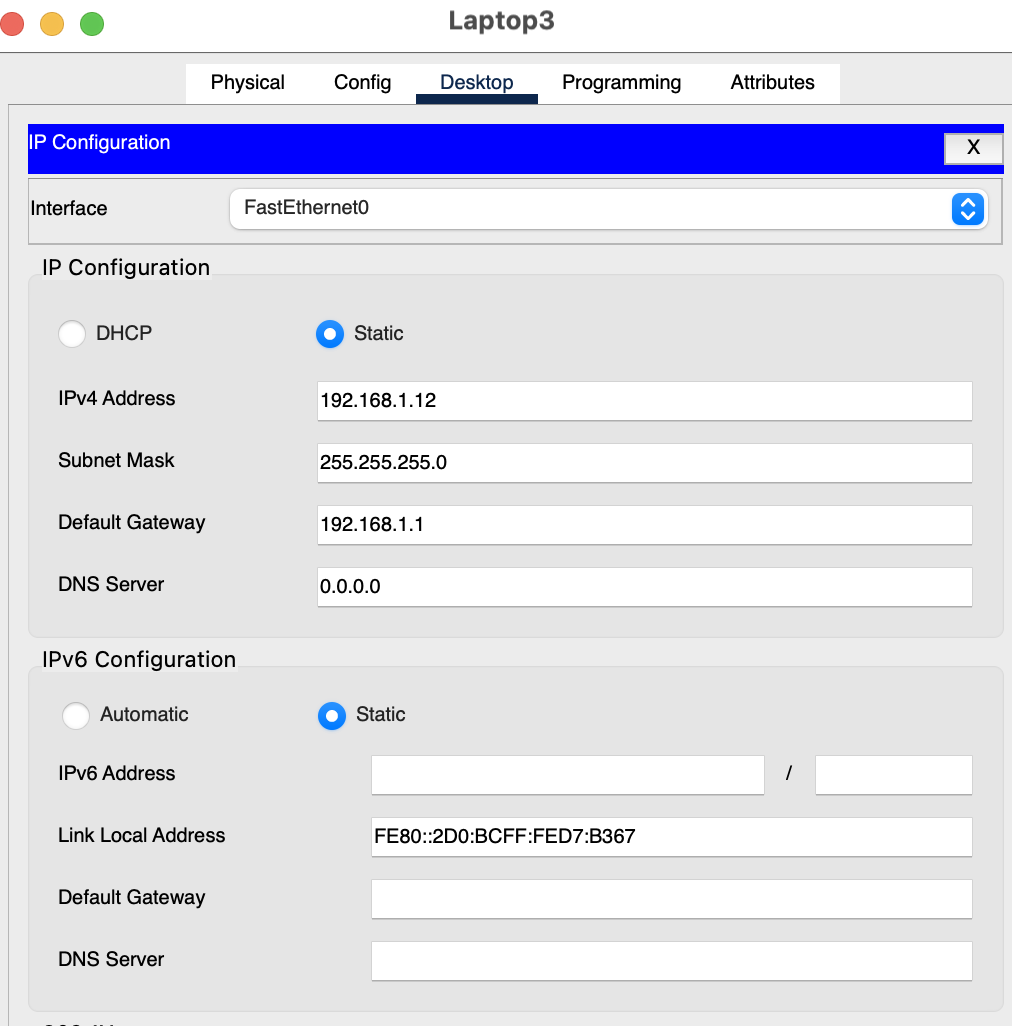 Laptop3
Physical Config Desktop Programming Attributes
IP Configuration X
Interface FastEthernet0
IP Configuration
DHCP Static
IPv4 Address 192.168.1.12
Subnet Mask 255.255.255.0
Default Gateway 192.168.1.1
DNS Server 0.0.0.0
IPv6 Configuration
Automatic Static
IPv6 Address /
Link Local Address FE80::2D0:BCFF:FED7:B367
Default Gateway
DNS Server